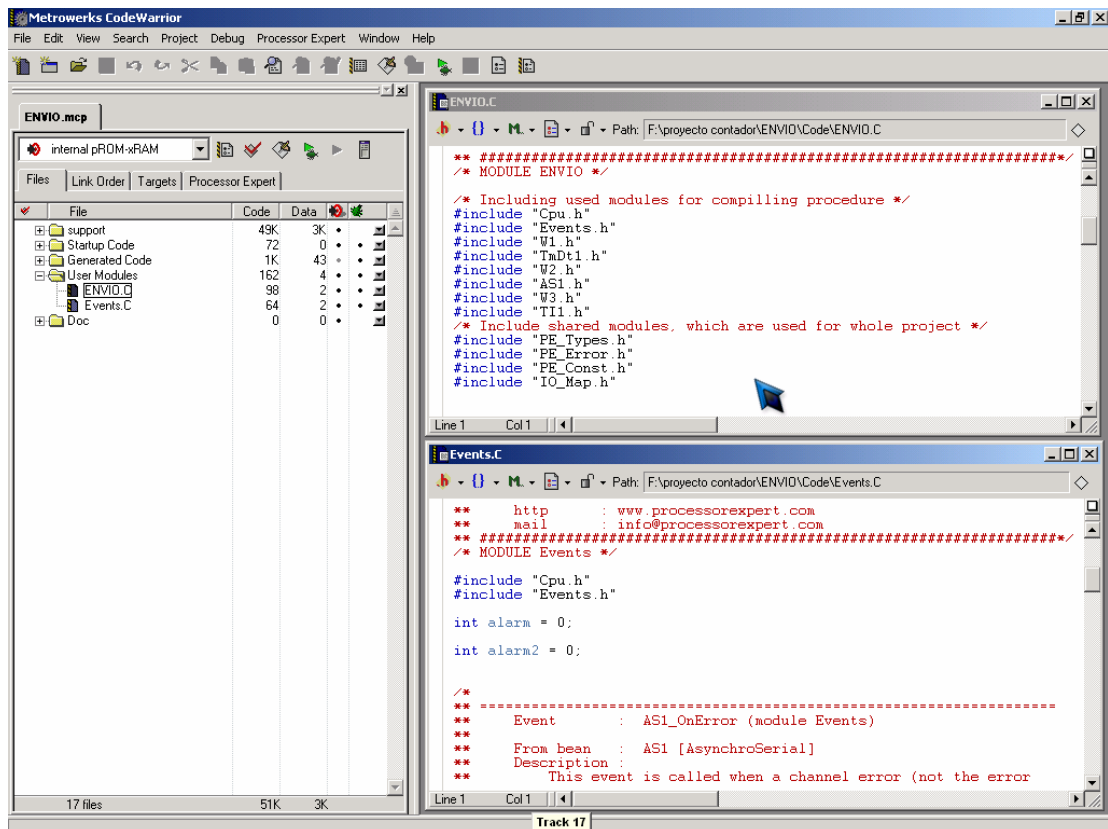 Metrowerks CodeWarrior
File Edit View Search Project Debug Processor Expert Window Help
ENVIO.mcp
internal pROM-xRAM
Files Link Order Targets Processor Expert
File Code Data
support 49K 3K
Startup Code 72 0
Generated Code 1K 43
User Modules 162 4
ENVIO.C 98 2
Events.C 64 2
Doc 0 0
17 files 51K 3K
ENVIO.C
.h {} M. Path: F:\proyecto contador\ENVIO\Code\ENVIO.C
** ####################################################################*/
/* MODULE ENVIO */
/* Including used modules for compilling procedure */
#include "Cpu.h"
#include "Events.h"
#include "W1.h"
#include "TmDt1.h"
#include "W2.h"
#include "AS1.h"
#include "W3.h"
#include "TI1.h"
/* Include shared modules, which are used for whole project */
#include "PE_Types.h"
#include "PE_Error.h"
#include "PE_Const.h"
#include "IO_Map.h"
Line 1 Col 1
Events.C
.h {} M. Path: F:\proyecto contador\ENVIO\Code\Events.C
** http : www.processorexpert.com
** mail : info@processorexpert.com
** ####################################################################*/
/* MODULE Events */
#include "Cpu.h"
#include "Events.h"
int alarm = 0;
int alarm2 = 0;
/*
** ====================================================================
** Event : AS1_OnError (module Events)
**
** From bean : AS1 [AsynchroSerial]
** Description :
** This event is called when a channel error (not the error
Line 1 Col 1
Track 17